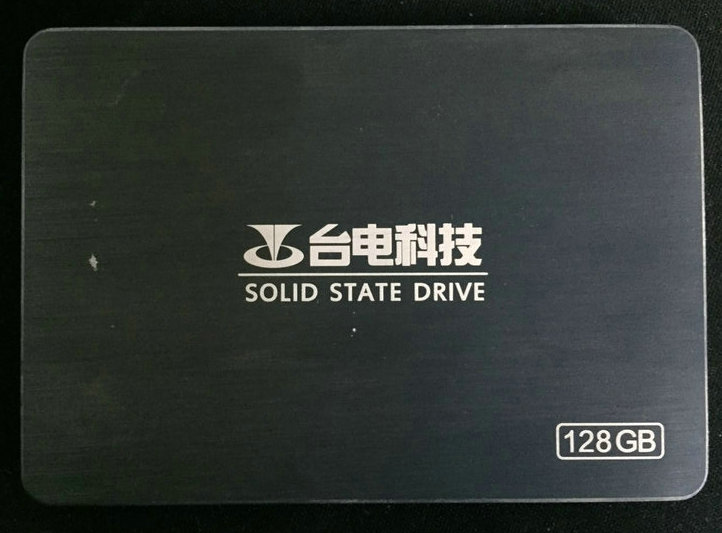 台电科技
SOLID STATE DRIVE
128GB